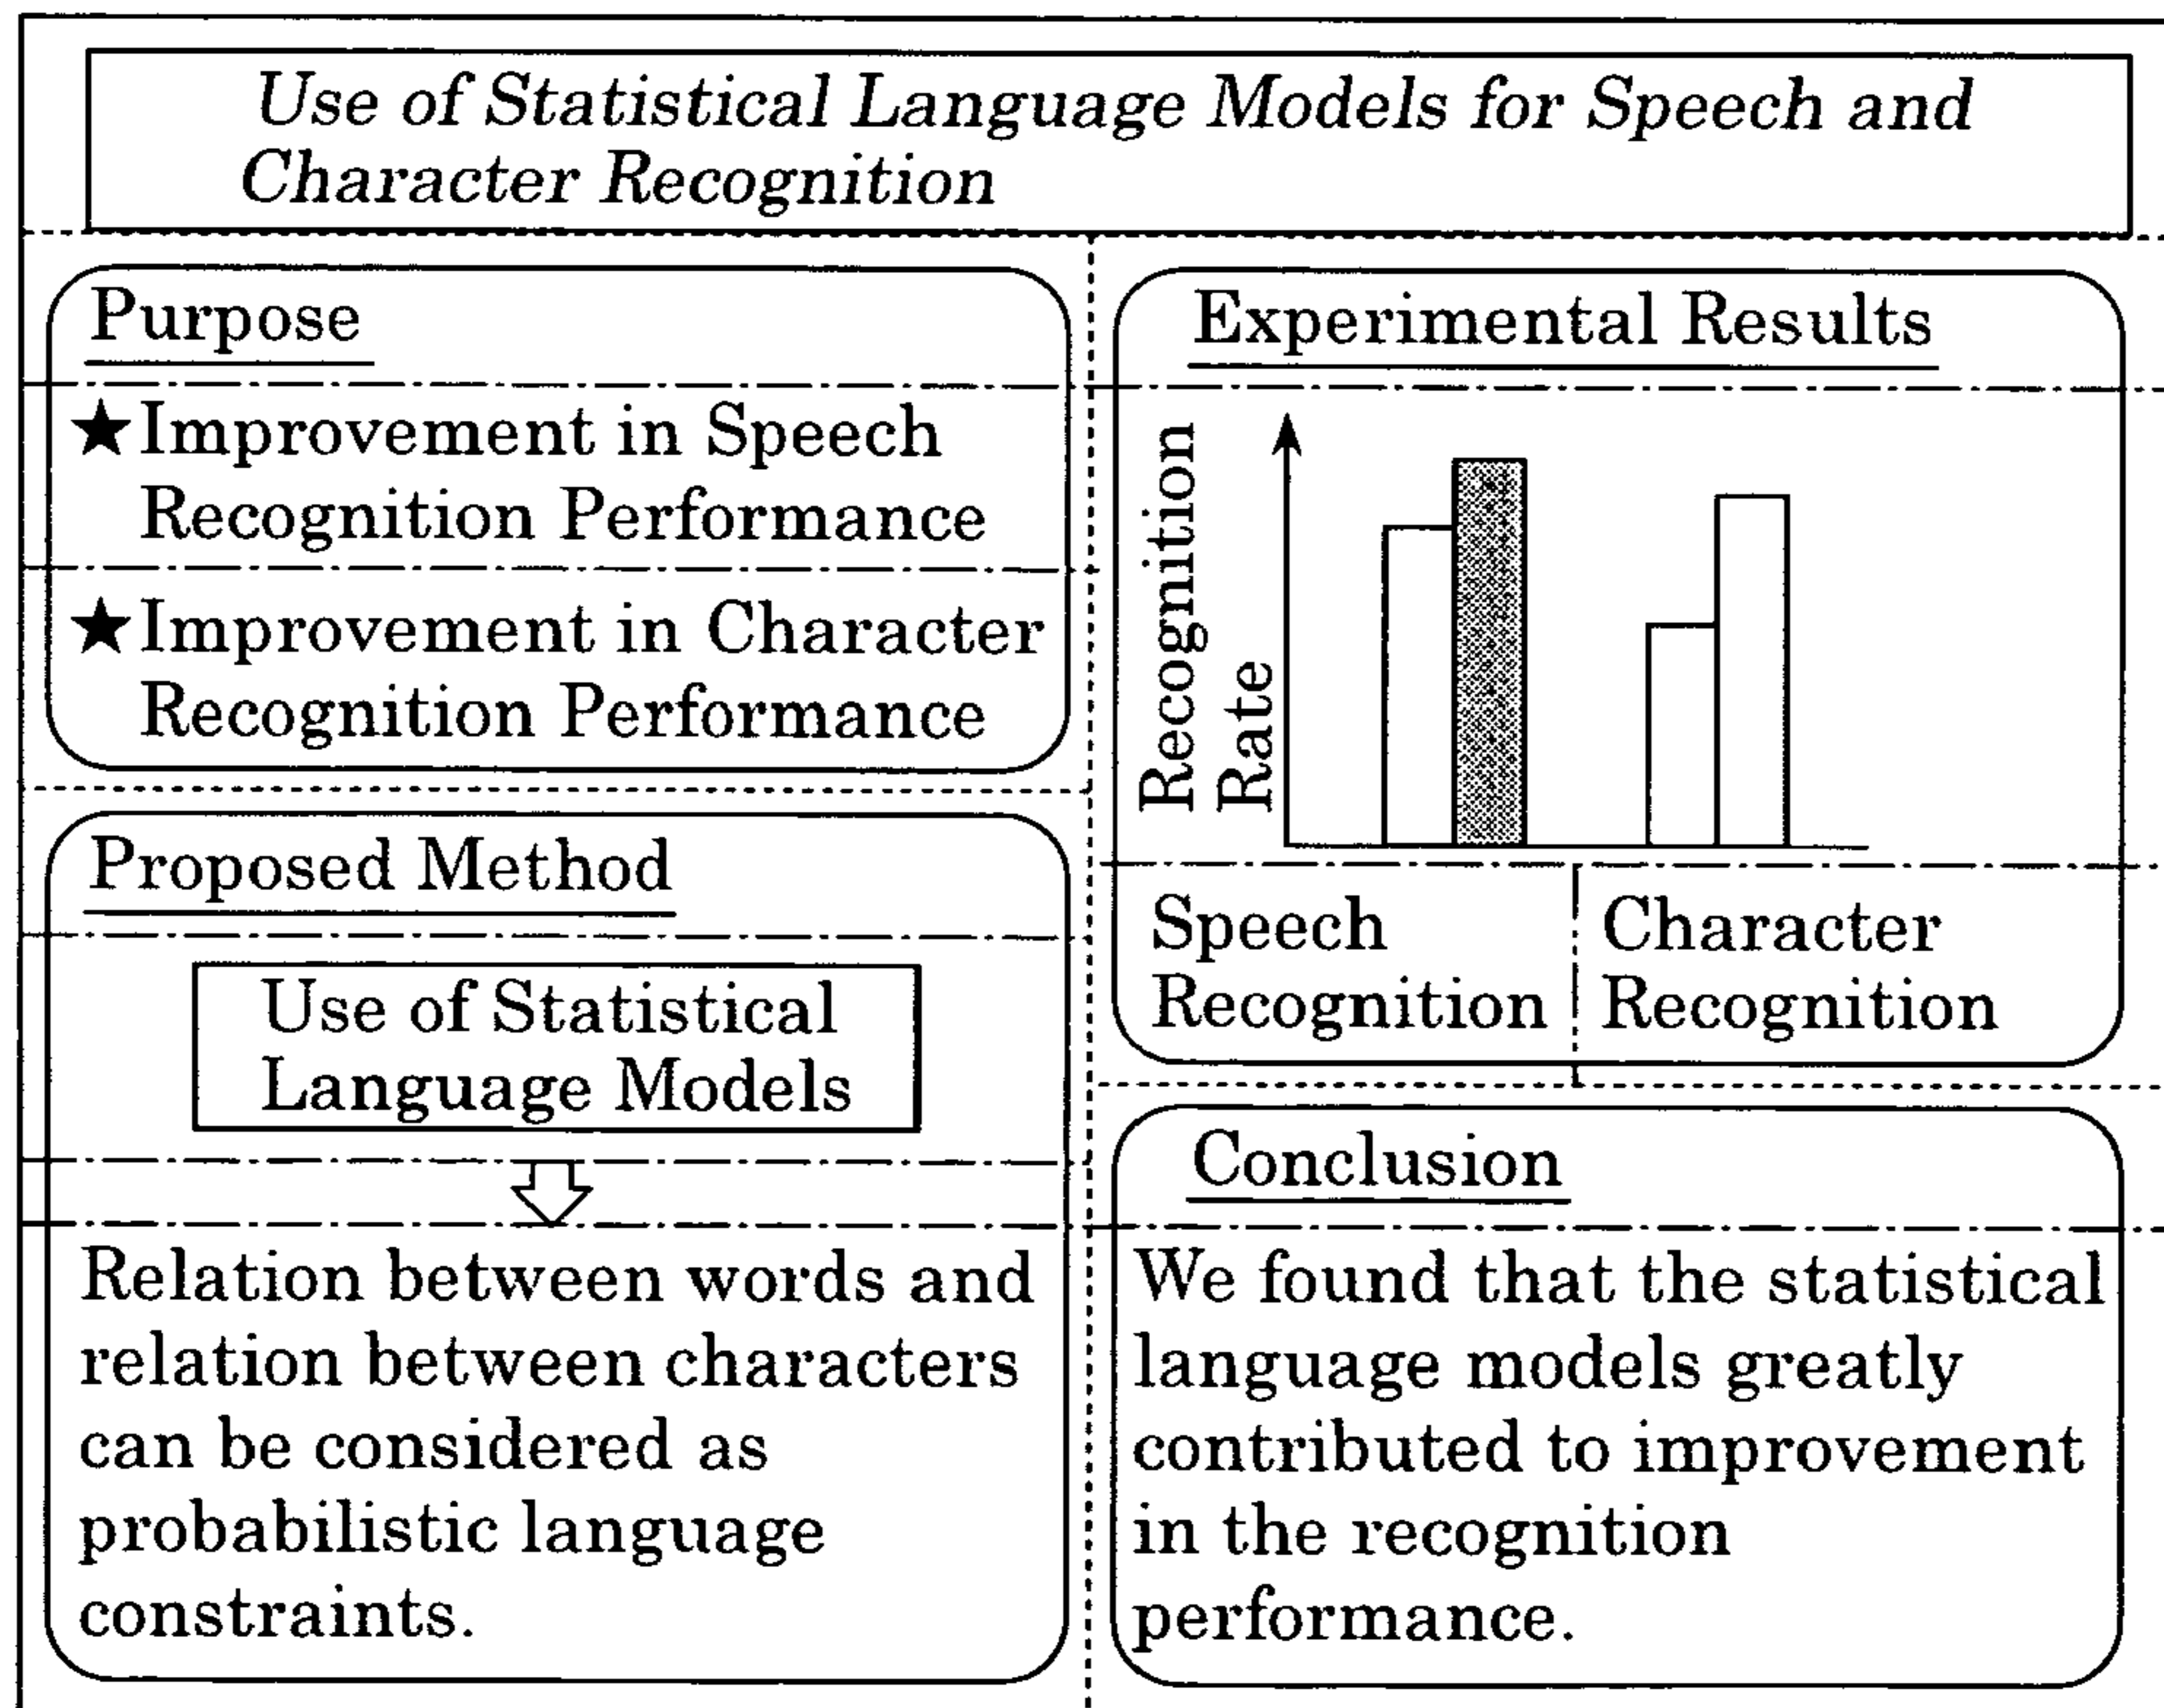 Use of Statistical Language Models for Speech and
Character Recognition
Purpose
★Improvement in Speech
Recognition Performance
★Improvement in Character
Recognition Performance
Proposed Method
Use of Statistical
Language Models
Relation between words and
relation between characters
can be considered as
probabilistic language
constraints.
Experimental Results
Recognition
Rate
Speech
Recognition
Character
Recognition
Conclusion
We found that the statistical
language models greatly
contributed to improvement
in the recognition
performance.